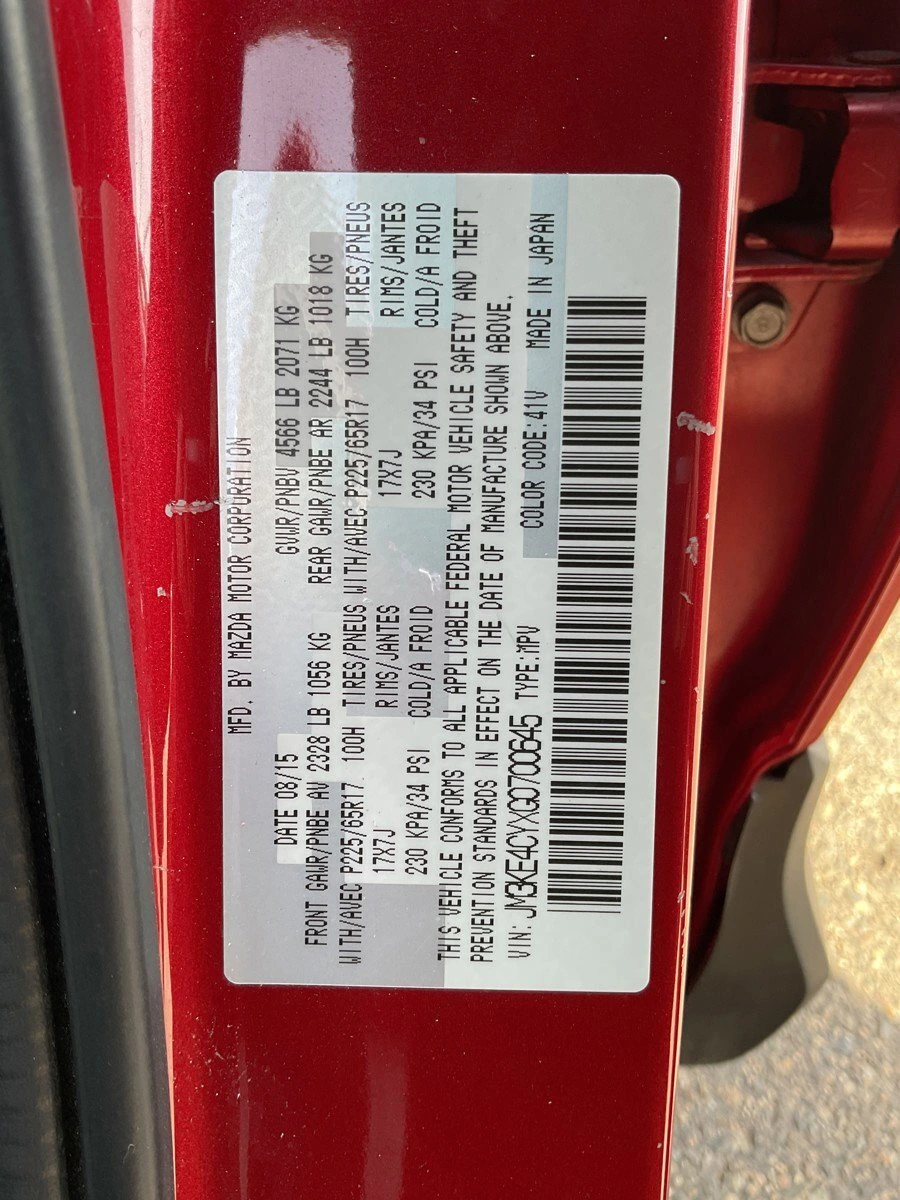 MFD. BY MAZDA MOTOR CORPORATION
DATE 08/15 GVWR/PNBV 4566 LB 2071 KG
FRONT GAWR/PNBE AV 2328 LB 1056 KG REAR GAWR/PNBE AR 2244 LB 1018 KG
WITH/AVEC P225/65R17 100H TIRES/PNEUS WITH/AVEC P225/65R17 100H TIRES/PNEUS
17X7J RIMS/JANTES 17X7J RIMS/JANTES
230 KPA/34 PSI COLD/A FROID 230 KPA/34 PSI COLD/A FROID
THIS VEHICLE CONFORMS TO ALL APPLICABLE FEDERAL MOTOR VEHICLE SAFETY AND THEFT
PREVENTION STANDARDS IN EFFECT ON THE DATE OF MANUFACTURE SHOWN ABOVE.
VIN: JM3KE4CYXG0700645 TYPE:MPV COLOR CODE:41V MADE IN JAPAN